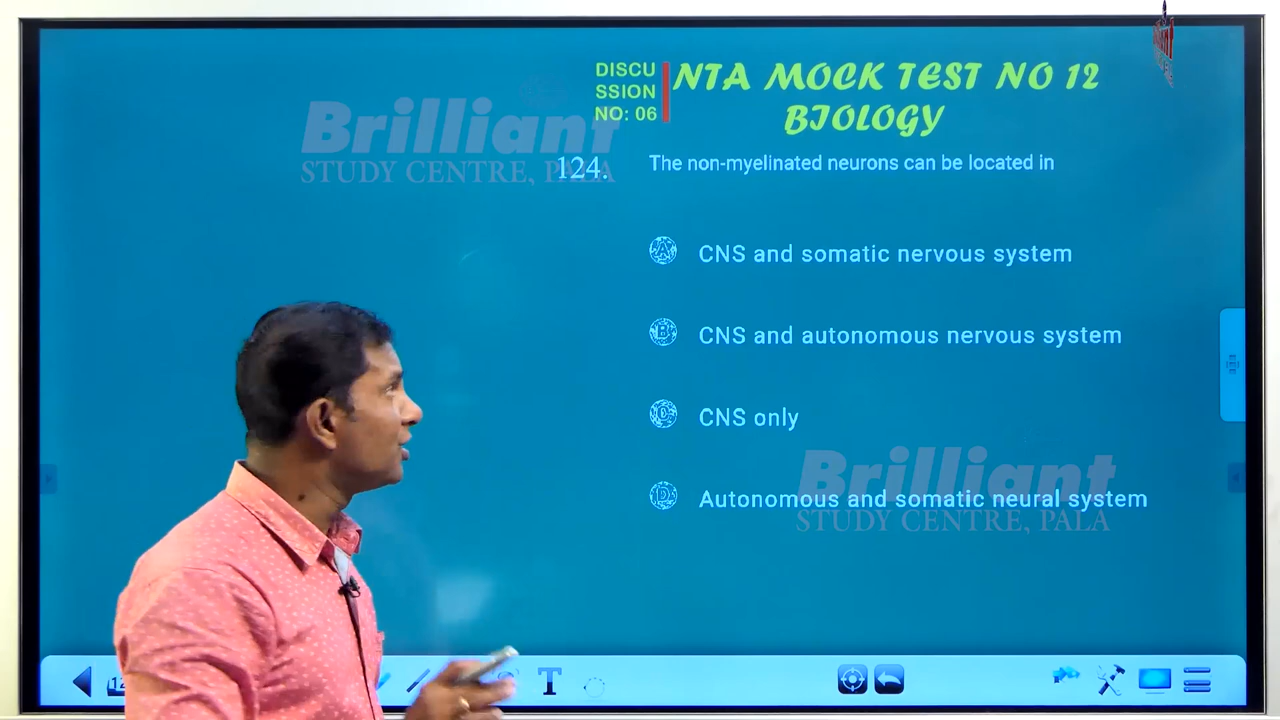 DISCU
SSION
NO: 06
NTA MOCK TEST NO 12
BIOLOGY
Brilliant
STUDY CENTRE, PALA
124. The non-myelinated neurons can be located in
A CNS and somatic nervous system
B CNS and autonomous nervous system
C CNS only
D Autonomous and somatic neural system
Brilliant
STUDY CENTRE, PALA
T